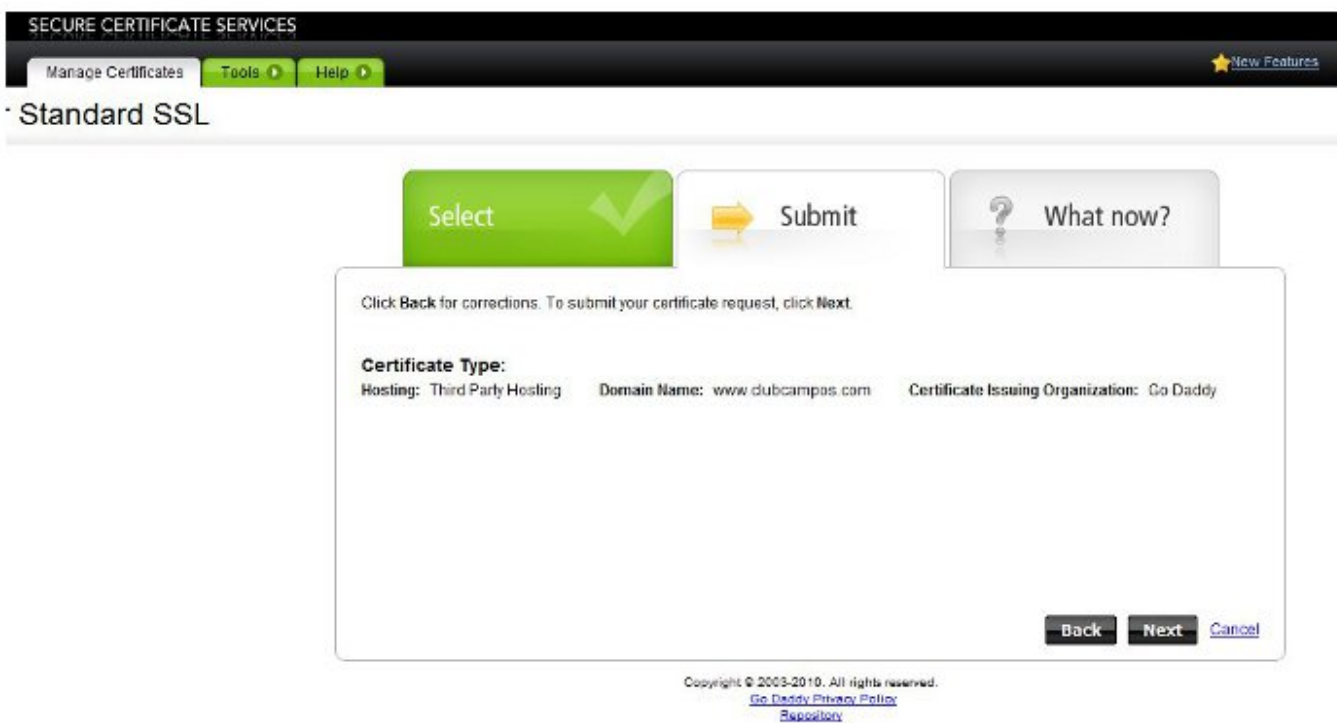 SECURE CERTIFICATE SERVICES
Manage Certificates Tools Help New Features
Standard SSL
Select Submit ? What now?
Click Back for corrections. To submit your certificate request, click Next.
Certificate Type:
Hosting: Third Party Hosting Domain Name: www.clubcampos.com Certificate Issuing Organization: Go Daddy
Back Next Cancel
Copyright © 2003-2010. All rights reserved.
Go Daddy Privacy Policy
Repository